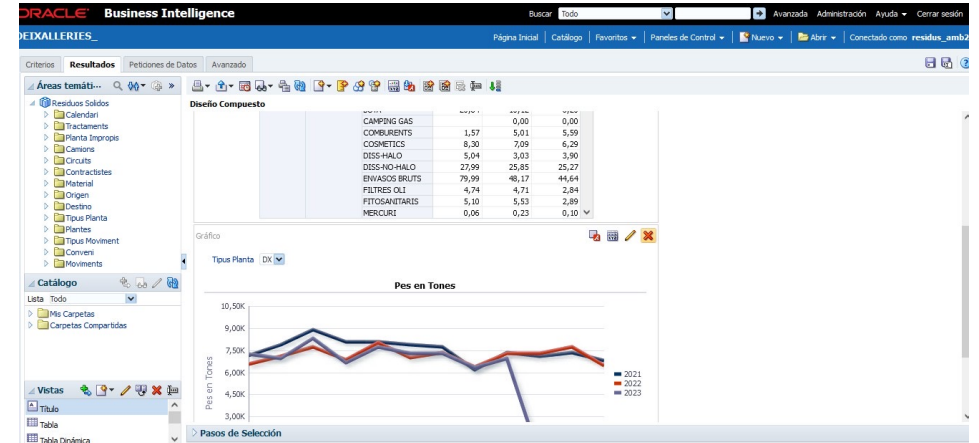 ORACLE Business Intelligence
Buscar Todo Avanzada Administración Ayuda Cerrar sesión
DEIXALLERIES_
Página Inicial Catálogo Favoritos Paneles de Control Nuevo Abrir Conectado como residus_amb2
Criterios Resultados Peticiones de Datos Avanzado
Áreas temáti...
Residuos Solidos
Calendari
Tractaments
Planta Impropis
Camions
Circuits
Contractistes
Material
Origen
Destino
Tipus Planta
Plantes
Tipus Moviment
Conveni
Moviments
Catálogo
Lista Todo
Mis Carpetas
Carpetas Compartidas
Vistas
Título
Tabla
Tabla Dinámica
Diseño Compuesto
CAMPING GAS 0,00 0,00
COMBURENTS 1,57 5,01 5,59
COSMETICS 8,30 7,09 6,29
DISS-HALO 5,04 3,03 3,90
DISS-NO-HALO 27,99 25,85 25,27
ENVASOS BRUTS 79,99 48,17 44,64
FILTRES OLI 4,74 4,71 2,84
FITOSANITARIS 5,10 5,53 2,89
MERCURI 0,06 0,23 0,10
Gráfico
Tipus Planta DX
Pes en Tones
Pes en Tones
10,50K
9,00K
7,50K
6,00K
4,50K
3,00K
2021
2022
2023
Pasos de Selección